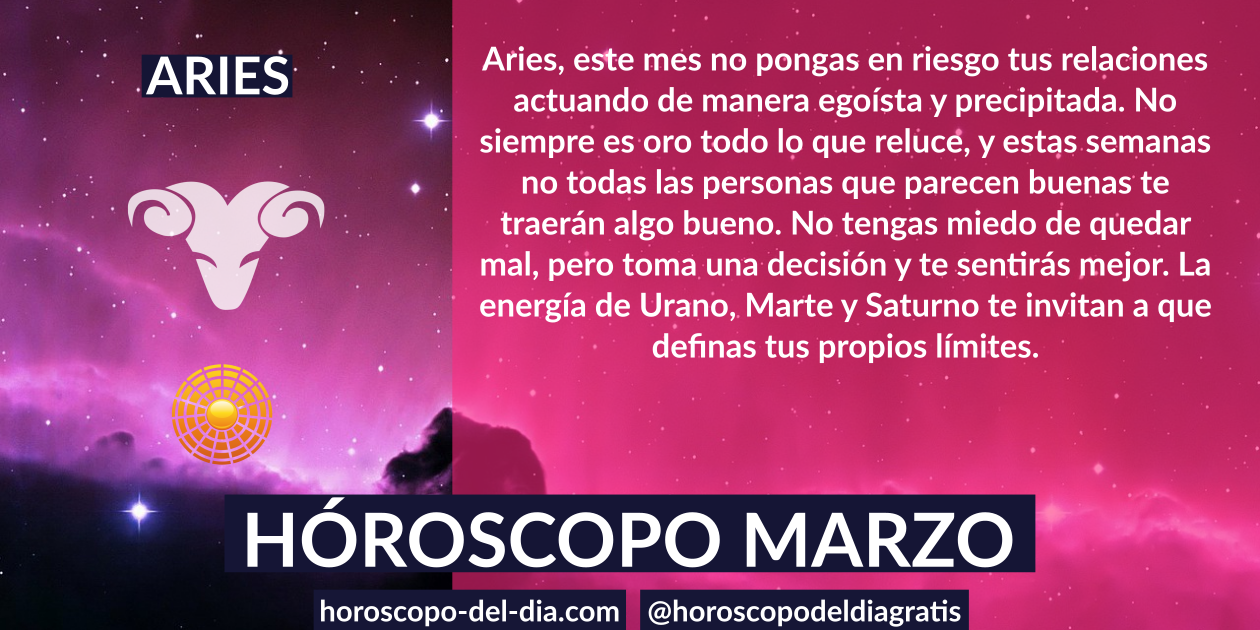 ARIES
Aries, este mes no pongas en riesgo tus relaciones
actuando de manera egoísta y precipitada. No
siempre es oro todo lo que reluce, y estas semanas
no todas las personas que parecen buenas te
traerán algo bueno. No tengas miedo de quedar
mal, pero toma una decisión y te sentirás mejor. La
energía de Urano, Marte y Saturno te invitan a que
definas tus propios límites.
HÓROSCOPO MARZO
horoscopo-del-dia.com
@horoscopodeldiagratis